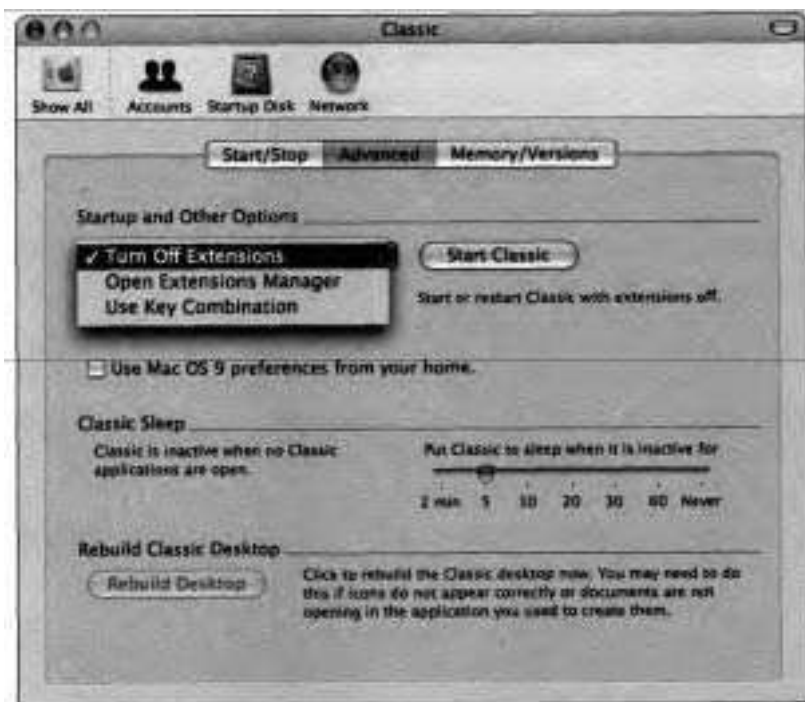 Classic
Show All Accounts Startup Disk Network
Start/Stop Advanced Memory/Versions
Startup and Other Options
✓ Turn Off Extensions
Open Extensions Manager
Use Key Combination
Start Classic
Start or restart Classic with extensions off.
Use Mac OS 9 preferences from your home.
Classic Sleep
Classic is inactive when no Classic
applications are open.
Put Classic to sleep when it is inactive for
2 min 5 10 20 30 60 Never
Rebuild Classic Desktop
Rebuild Desktop
Click to rebuild the Classic desktop now. You may need to do
this if icons do not appear correctly or documents are not
opening in the application you used to create them.